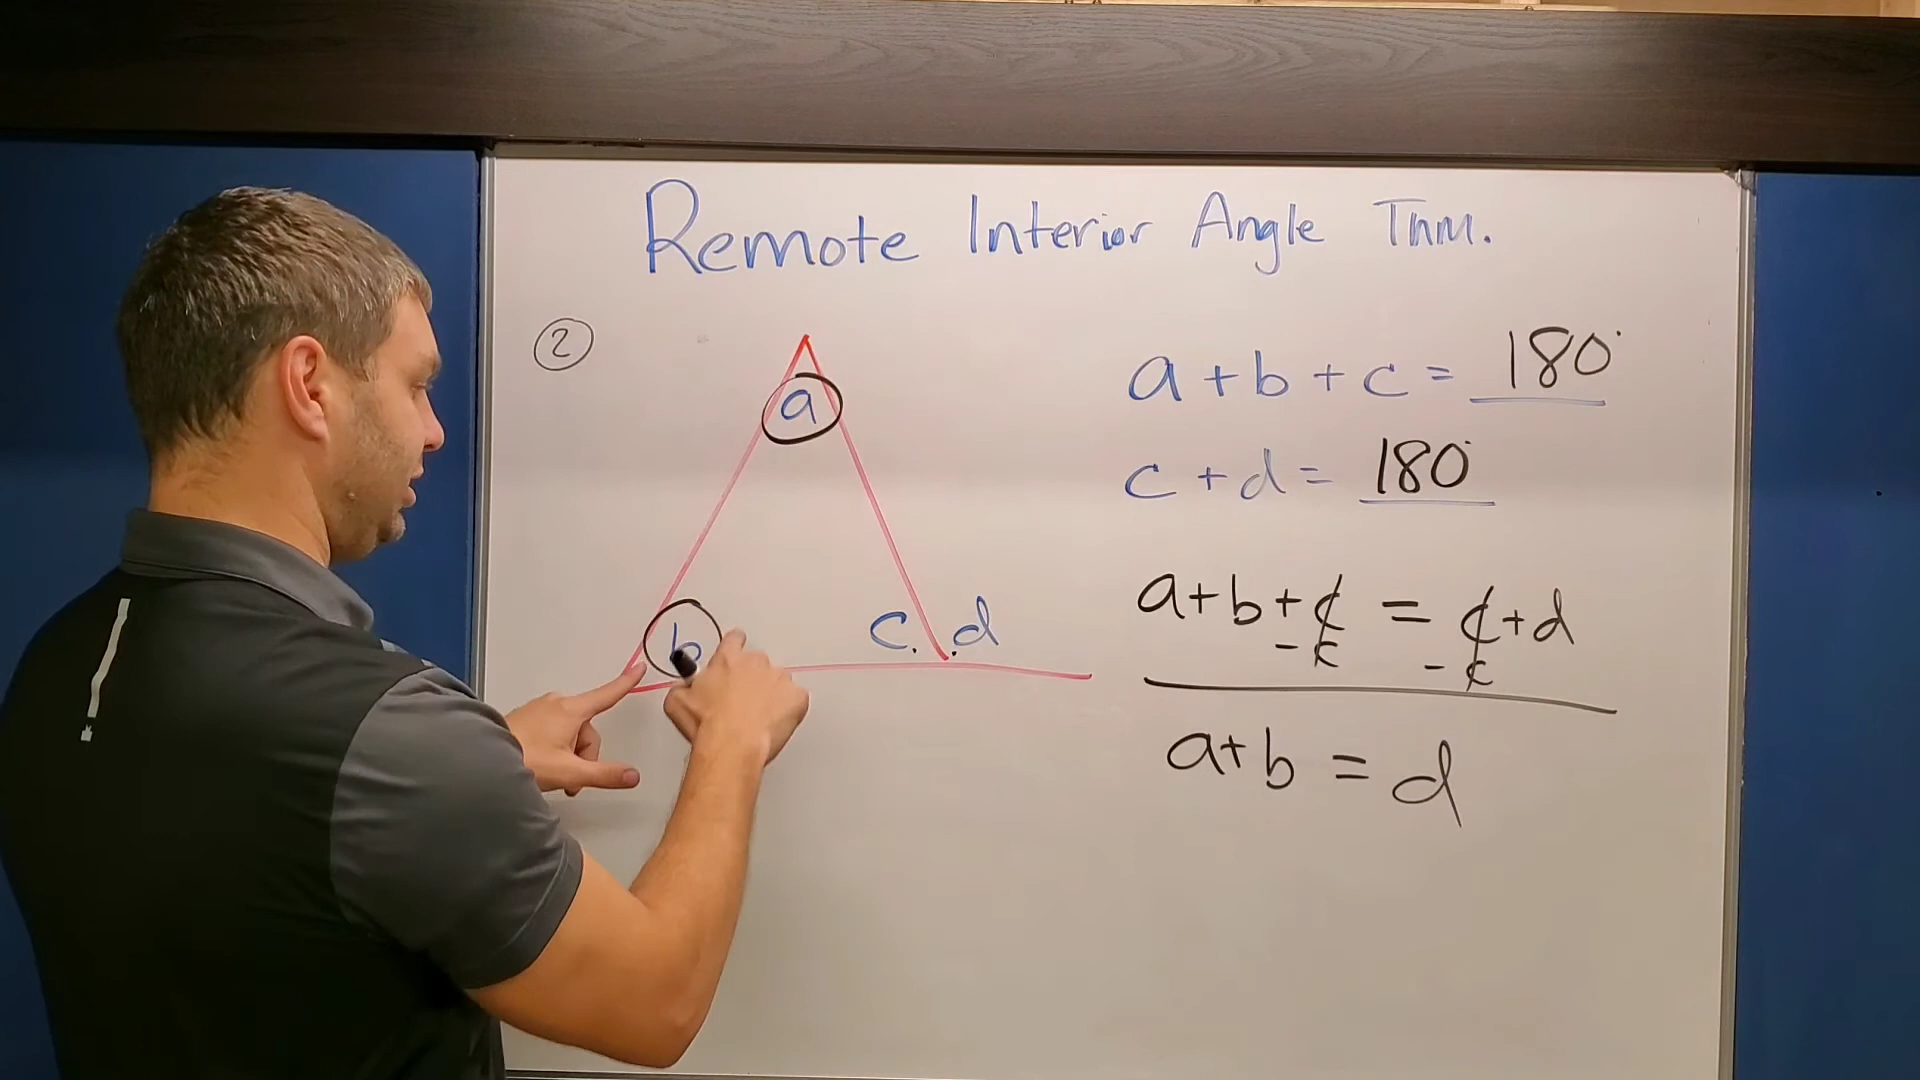 Remote Interior Angle Thm.
2
a + b + c = 180°
c + d = 180°
a
b
c
d
a+b+c = c+d
-c -c
a+b = d